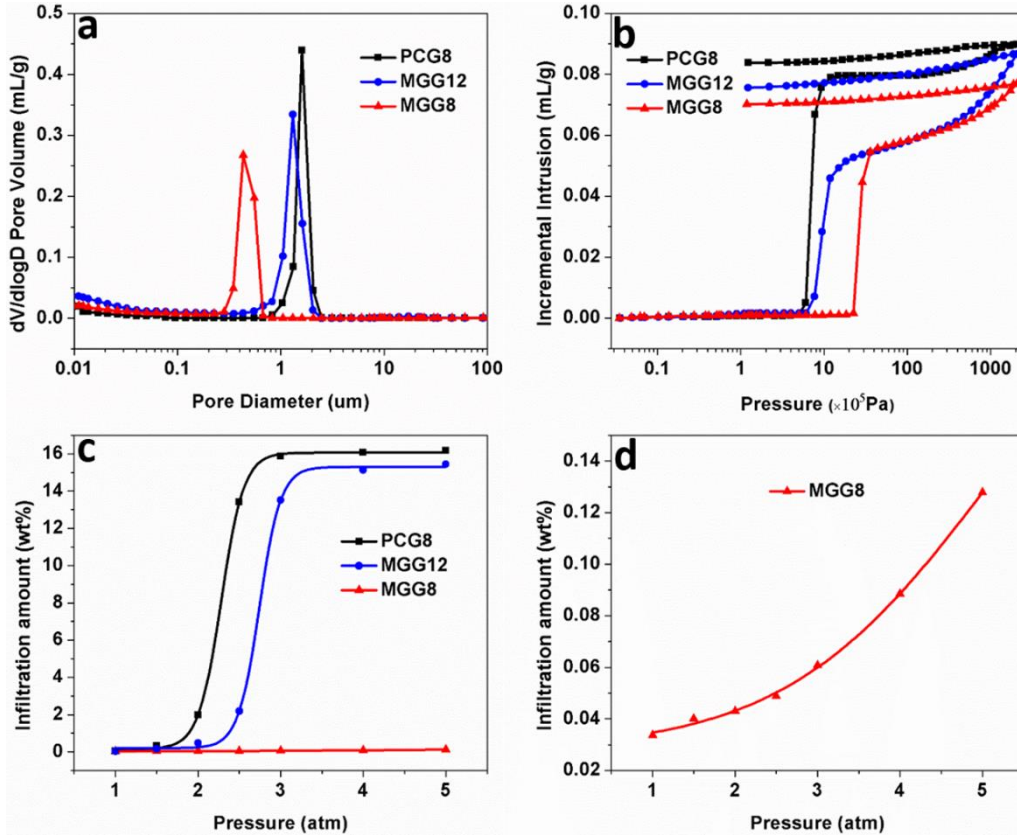 a
PCG8
MGG12
MGG8
0.5
0.4
0.3
0.2
0.1
0.0
dV/dlogD Pore Volume (mL/g)
0.01 0.1 1 10 100
Pore Diameter (um)
b
PCG8
MGG12
MGG8
0.10
0.08
0.06
0.04
0.02
0.00
Incremental Intrusion (mL/g)
0.1 1 10 100 1000
Pressure (×10⁵Pa)
c
PCG8
MGG12
MGG8
16
14
12
10
8
6
4
2
0
Infiltration amount (wt%)
1 2 3 4 5
Pressure (atm)
d
MGG8
0.14
0.12
0.10
0.08
0.06
0.04
0.02
Infiltration amount (wt%)
1 2 3 4 5
Pressure (atm)